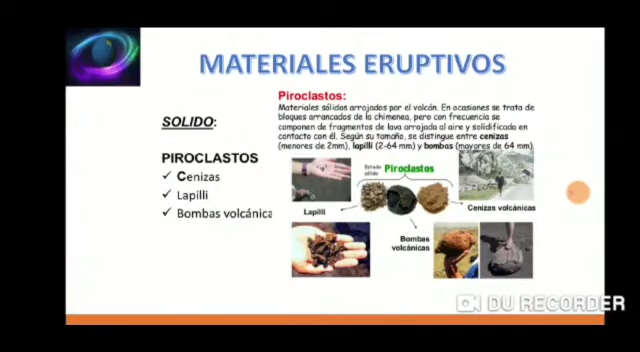 MATERIALES ERUPTIVOS
SOLIDO:
PIROCLASTOS
✓ Cenizas
✓ Lapilli
✓ Bombas volcánica
Piroclastos:
Materiales sólidas arrojados por el volcán. En ocasiones se trata de
bloques arrancados de la chimenea, pero con frecuencia se
componen de fragmentos de lava arrojada al aire y solidificada en
contacto con él. Según su tamaño, se distingue entre cenizas
(menores de 2mm), lapilli (2-64 mm) y bombas (mayores de 64 mm).
Estado
sólido
Piroclastos
Lapilli
Cenizas volcánicas
Bombas
volcánicas
DU RECORDER